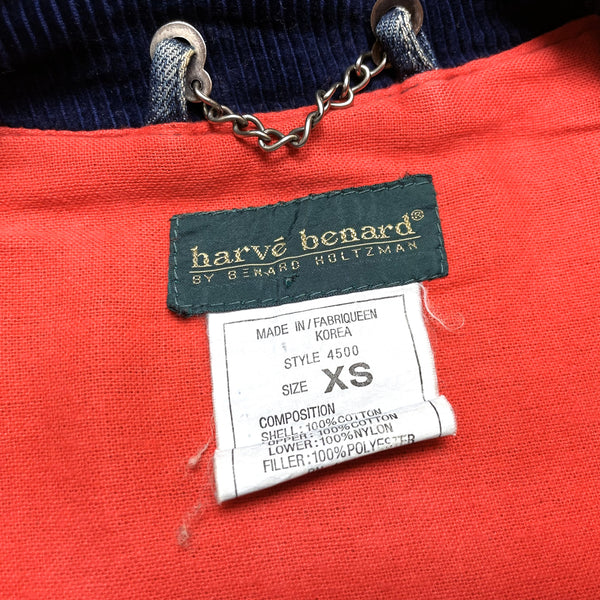 harvé benard®
BY BENARD HOLTZMAN
MADE IN/FABRIQUEEN
KOREA
STYLE 4500
SIZE XS
COMPOSITION
SHELL:100%COTTON
UPPER:100%COTTON
LOWER:100%NYLON
FILLER:100%POLYESTER